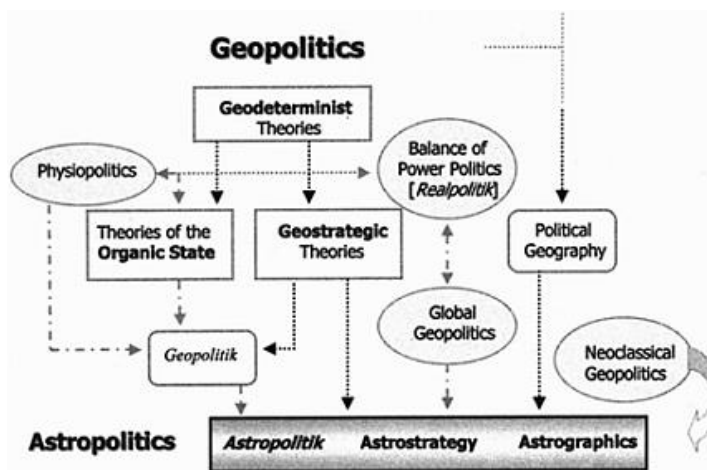 Geopolitics
Geodeterminist
Theories
Physiopolitics
Balance of
Power Politics
[Realpolitik]
Theories of the
Organic State
Geostrategic
Theories
Political
Geography
Global
Geopolitics
Geopolitik
Neoclassical
Geopolitics
Astropolitics
Astropolitik
Astrostrategy
Astrographics